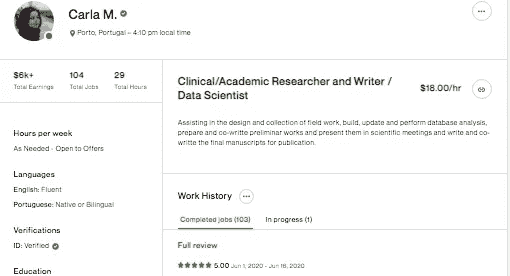 Carla M.
Porto, Portugal – 4:10 pm local time
$6k+
Total Earnings
104
Total Jobs
29
Total Hours
Hours per week
As Needed - Open to Offers
Languages
English: Fluent
Portuguese: Native or Bilingual
Verifications
ID: Verified
Education
Clinical/Academic Researcher and Writer /
Data Scientist
$18.00/hr
Assisting in the design and collection of field work, build, update and perform database analysis,
prepare and co-writte preliminar works and present them in scientific meetings and write and co-
writte the final manuscripts for publication.
Work History
Completed jobs (103)
In progress (1)
Full review
5.00 Jun 1, 2020 - Jun 16, 2020